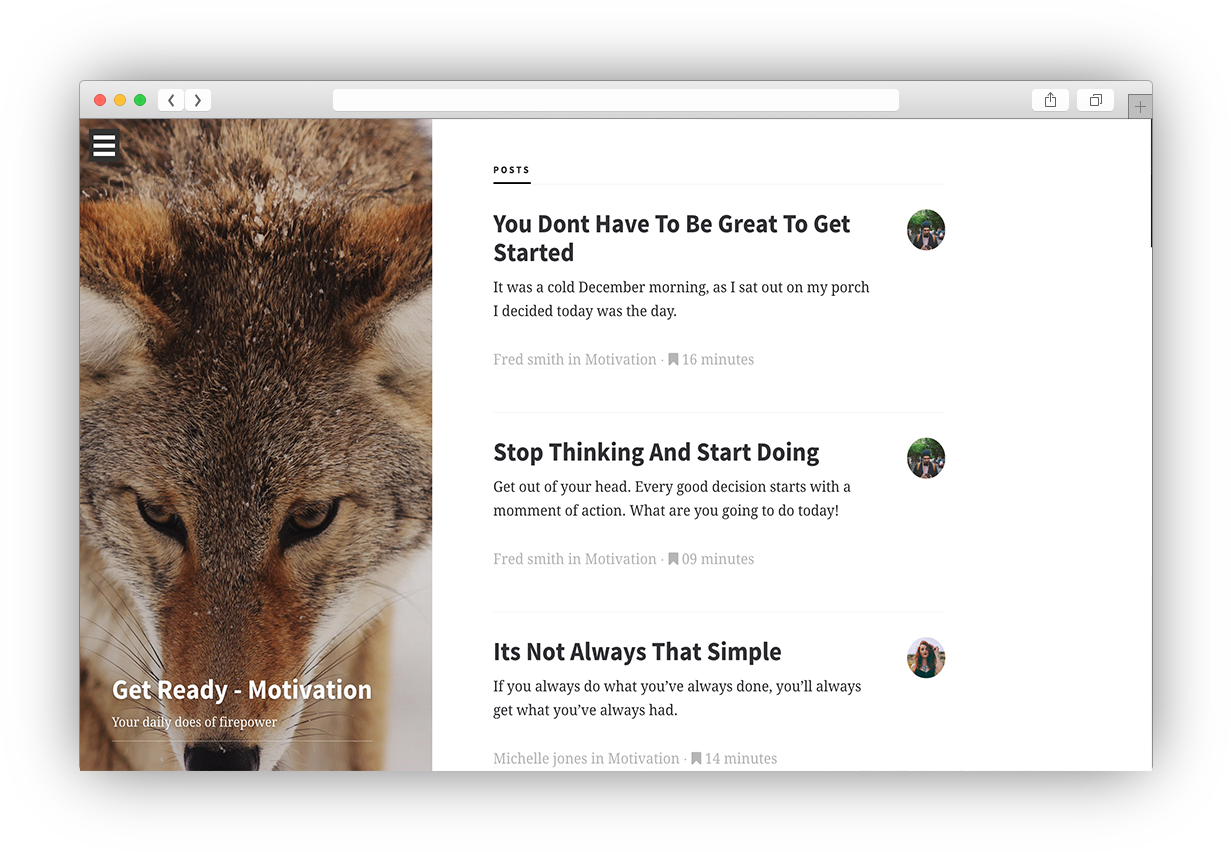 POSTS
You Dont Have To Be Great To Get
Started
It was a cold December morning, as I sat out on my porch
I decided today was the day.
Fred smith in Motivation · 16 minutes
Stop Thinking And Start Doing
Get out of your head. Every good decision starts with a
momment of action. What are you going to do today!
Fred smith in Motivation · 09 minutes
Its Not Always That Simple
If you always do what you’ve always done, you’ll always
get what you’ve always had.
Michelle jones in Motivation · 14 minutes
Get Ready - Motivation
Your daily does of firepower